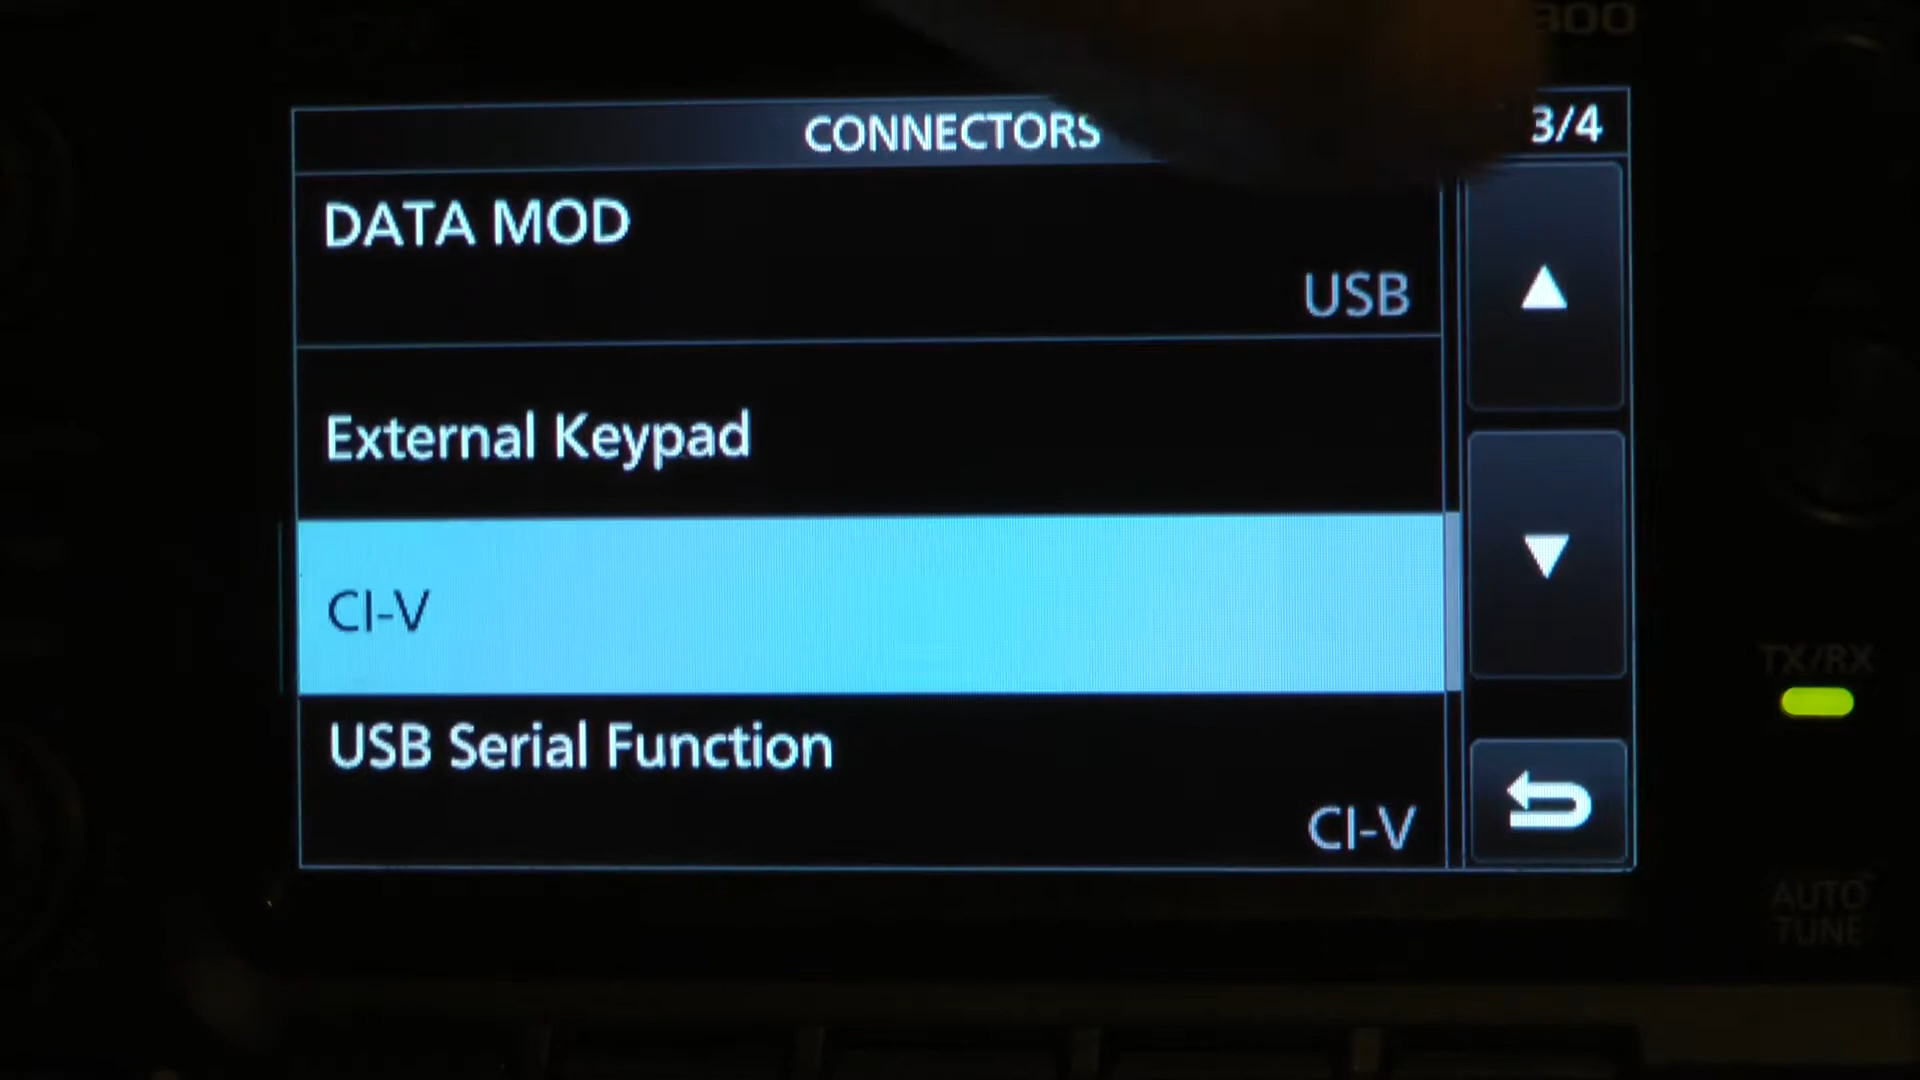 CONNECTORS
3/4
DATA MOD
USB
External Keypad
CI-V
USB Serial Function
CI-V
TX/RX
AUTO
TUNE